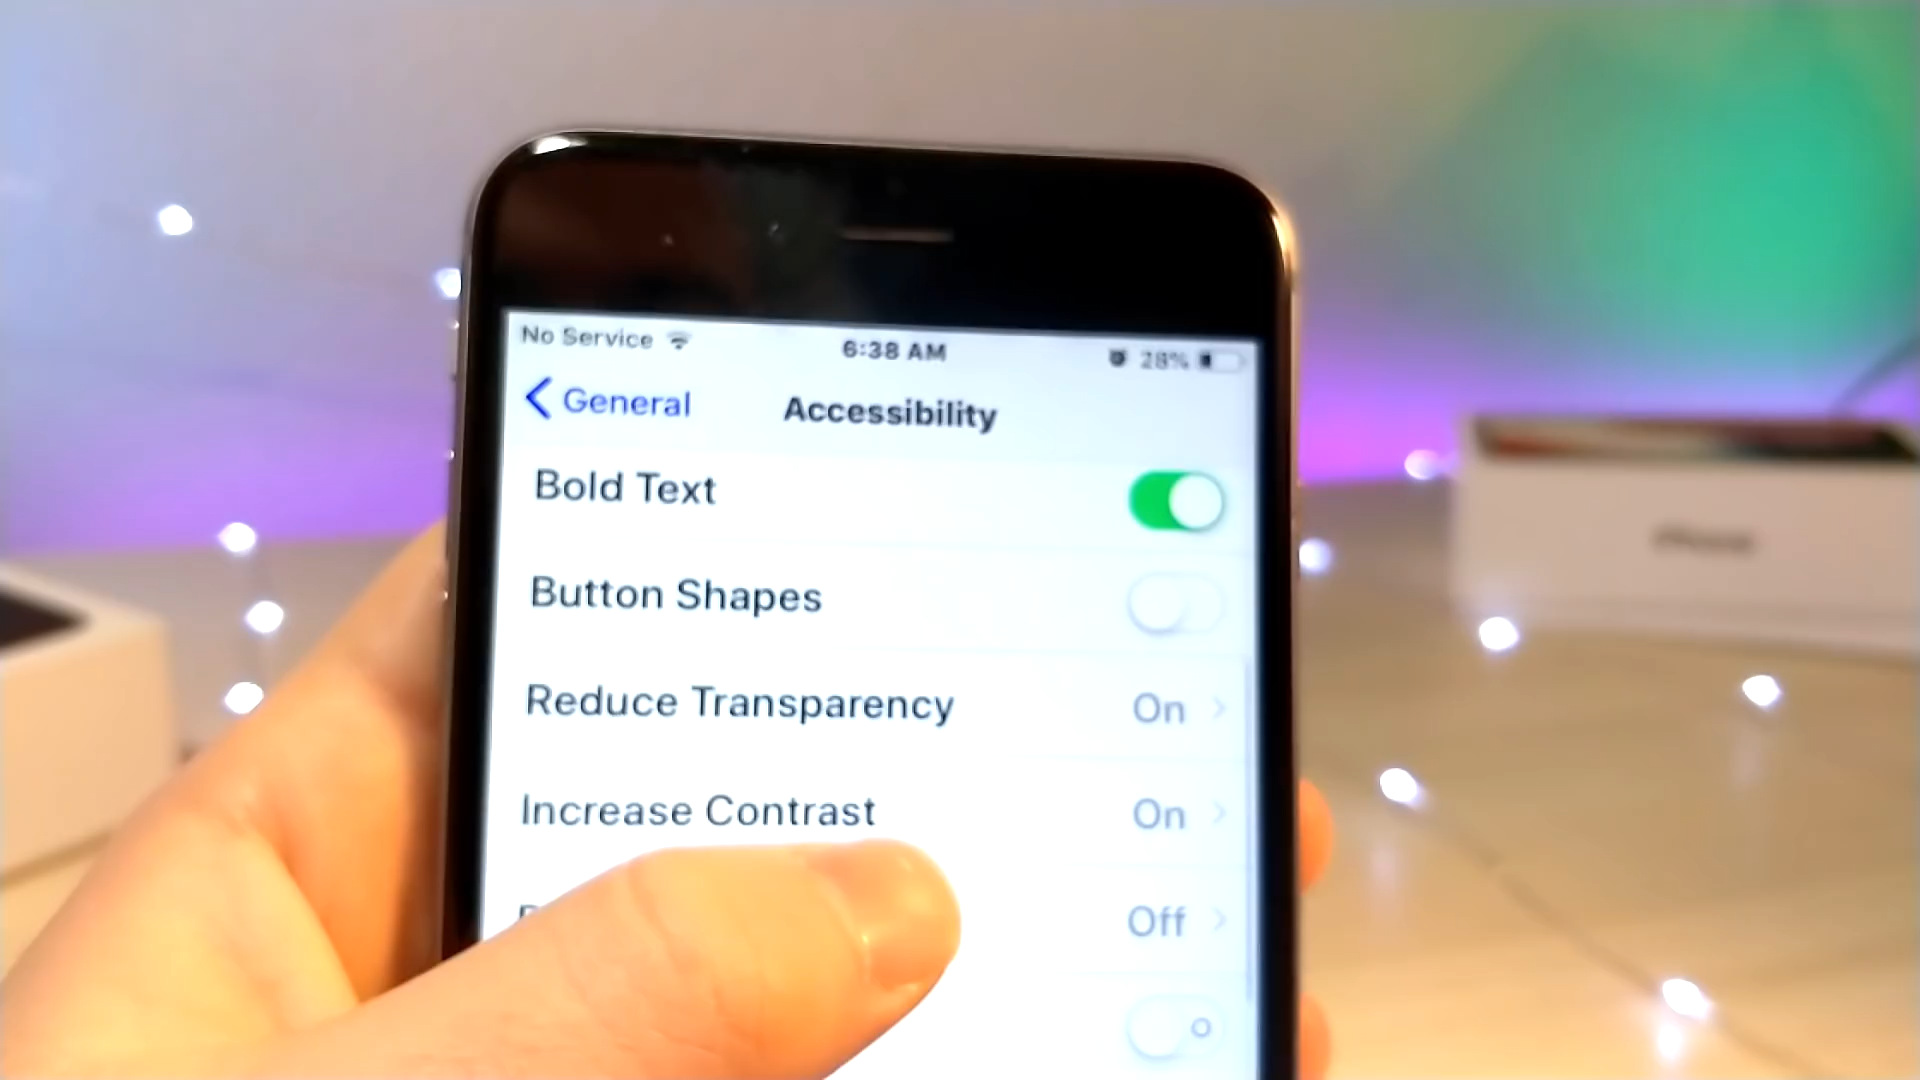 No Service 6:38 AM 28%
General Accessibility
Bold Text
Button Shapes
Reduce Transparency On
Increase Contrast On
Off
iPhone